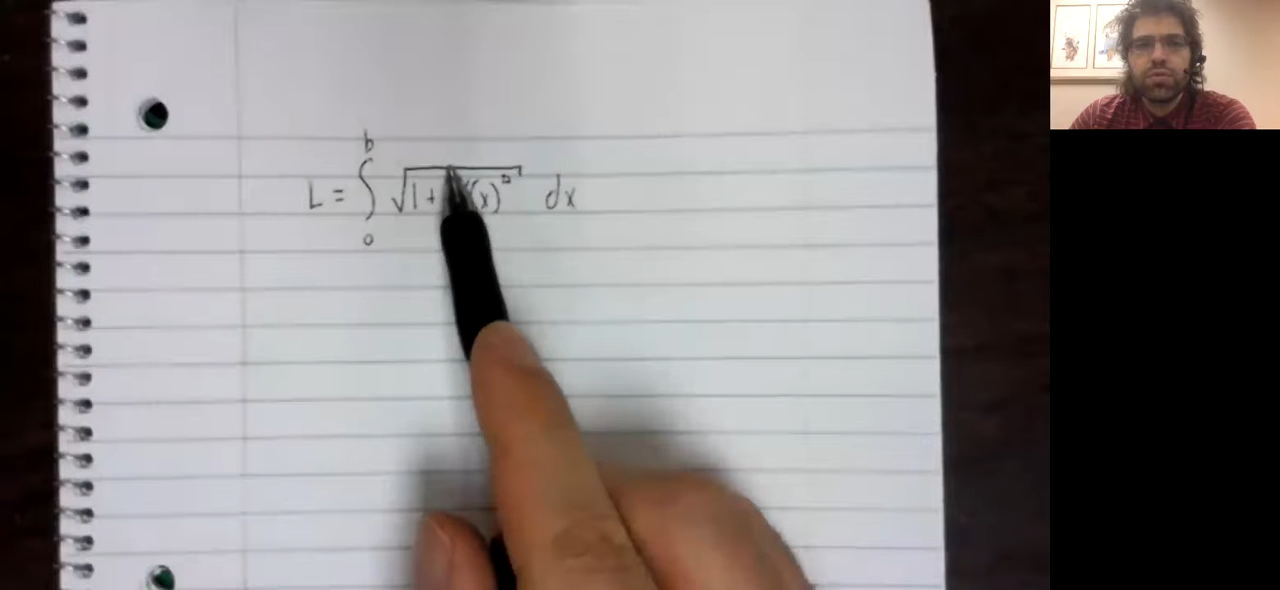 b
L = ∫ √1+ '(x)² dx
0